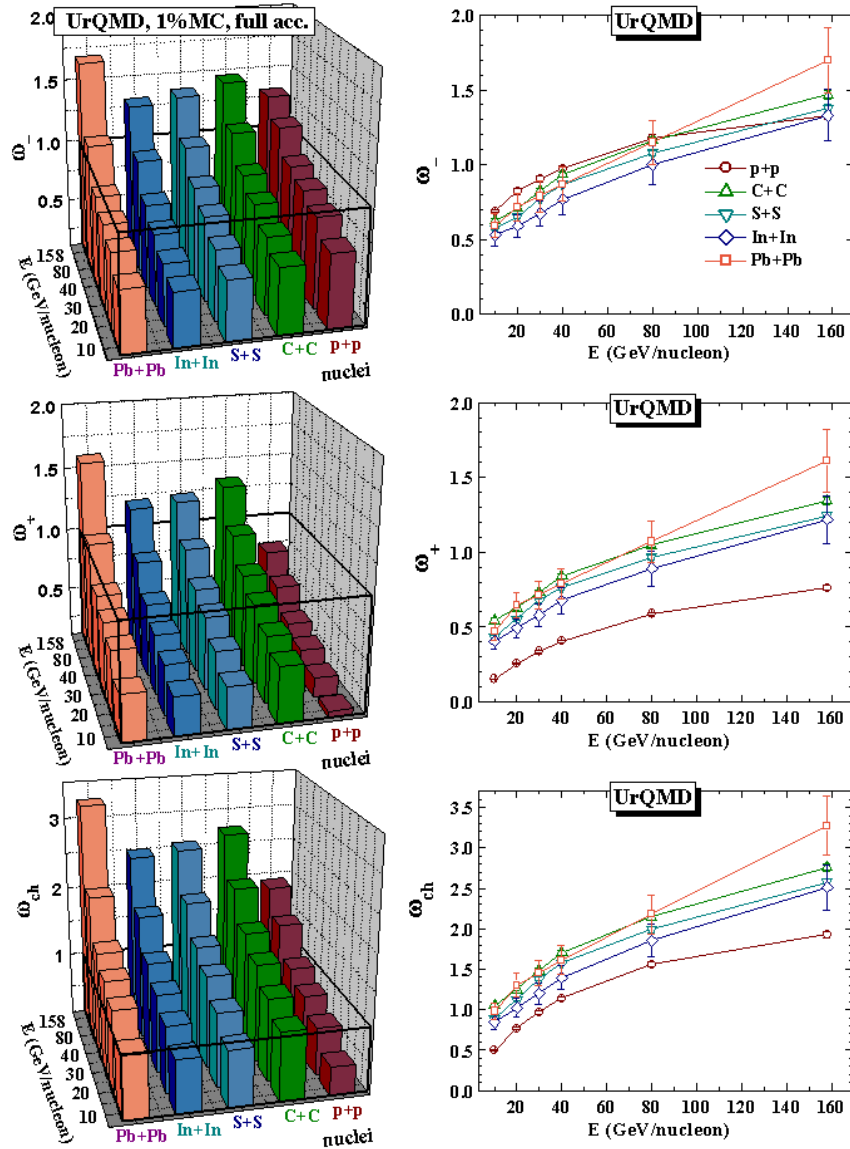 UrQMD, 1%MC, full acc.
2.0
1.5
1.0
0.5
ω−
158
80
40
30
20
10
E (GeV/nucleon)
Pb+Pb
In+In
S+S
C+C
p+p
nuclei
UrQMD
2.0
1.5
1.0
0.5
0.0
ω−
p+p
C+C
S+S
In+In
Pb+Pb
20 40 60 80 100 120 140 160
E (GeV/nucleon)
2.0
1.5
1.0
0.5
ω+
158
80
40
30
20
10
E (GeV/nucleon)
Pb+Pb
In+In
S+S
C+C
p+p
nuclei
UrQMD
2.0
1.5
1.0
0.5
0.0
ω+
20 40 60 80 100 120 140 160
E (GeV/nucleon)
3
2
1
ωch
158
80
40
30
20
10
E (GeV/nucleon)
Pb+Pb
In+In
S+S
C+C
p+p
nuclei
UrQMD
3.5
3.0
2.5
2.0
1.5
1.0
0.5
0.0
ωch
20 40 60 80 100 120 140 160
E (GeV/nucleon)